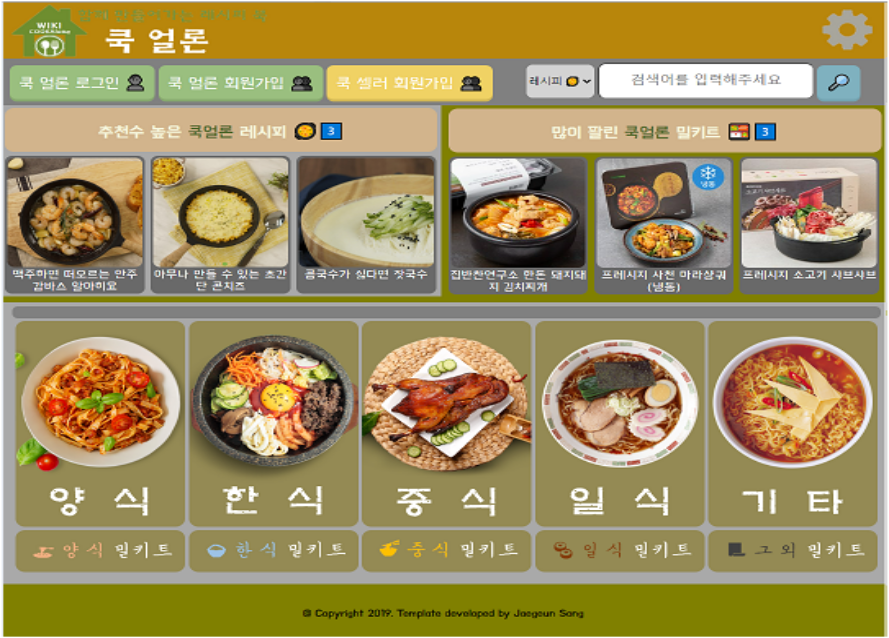 WIKI
COOKAlong
쿡 얼론
쿡 얼론 로그인
쿡 얼론 회원가입
쿡 셀러 회원가입
레시피
검색어를 입력해주세요
추천수 높은 쿡얼론 레시피 3
많이 팔린 쿡얼론 밀키트 3
맥주하면 떠오르는 안주
감바스 알아히요
아무나 만들 수 있는 초간
단 콘치즈
콩국수가 싫다면 잣국수
집반찬연구소 만돈 돼지돼
지 김치찌개
냉동
프레시지 사천 마라샹궈
(냉동)
프레시지 소고기 샤브샤브
양 식
한 식
중 식
일 식
기 타
양 식 밀키트
한 식 밀키트
중 식 밀키트
일 식 밀키트
그 외 밀키트
© Copyright 2019. Template developed by Jaegeun Song